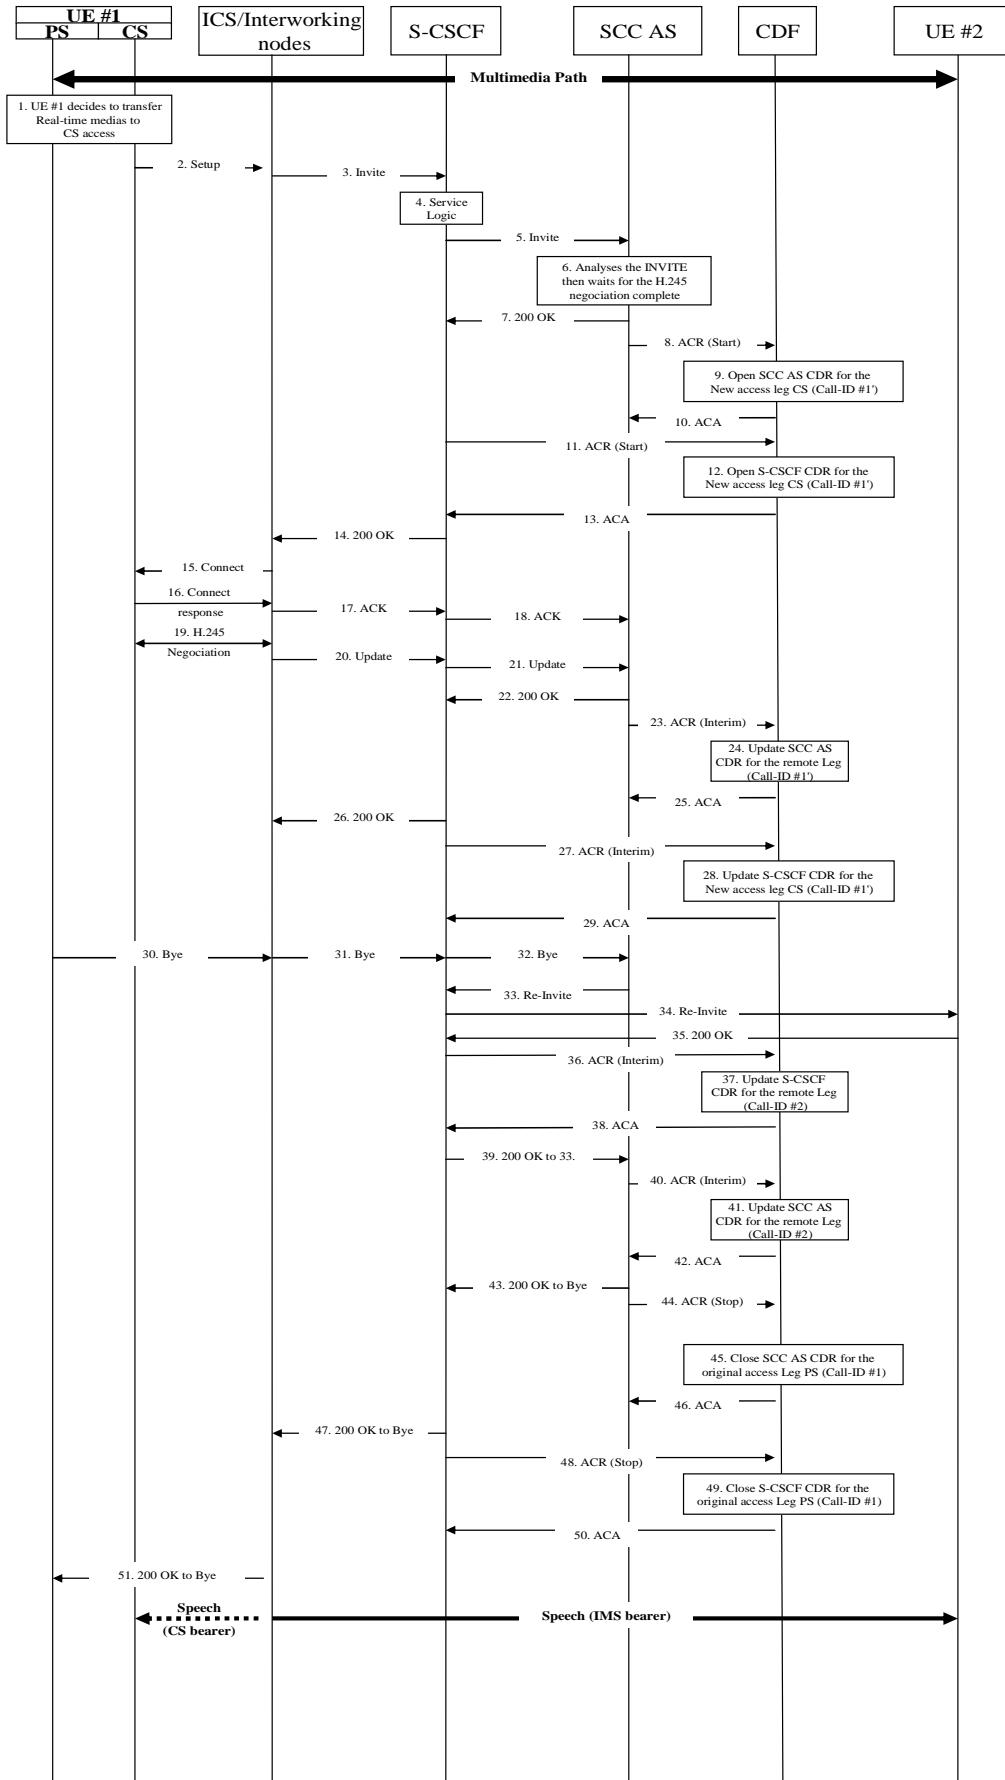 UE #1
PS
CS
ICS/Interworking
nodes
S-CSCF
SCC AS
CDF
UE #2
Multimedia Path
1. UE #1 decides to transfer
Real-time medias to
CS access
2. Setup
3. Invite
4. Service
Logic
5. Invite
6. Analyses the INVITE
then waits for the H.245
negociation complete
7. 200 OK
8. ACR (Start)
9. Open SCC AS CDR for the
New access leg CS (Call-ID #1')
10. ACA
11. ACR (Start)
12. Open S-CSCF CDR for the
New access leg CS (Call-ID #1')
13. ACA
14. 200 OK
15. Connect
16. Connect
response
17. ACK
18. ACK
19. H.245
Negociation
20. Update
21. Update
22. 200 OK
23. ACR (Interim)
24. Update SCC AS
CDR for the remote Leg
(Call-ID #1')
25. ACA
26. 200 OK
27. ACR (Interim)
28. Update S-CSCF CDR for the
New access leg CS (Call-ID #1')
29. ACA
30. Bye
31. Bye
32. Bye
33. Re-Invite
34. Re-Invite
35. 200 OK
36. ACR (Interim)
37. Update S-CSCF
CDR for the remote Leg
(Call-ID #2)
38. ACA
39. 200 OK to 33.
40. ACR (Interim)
41. Update SCC AS
CDR for the remote Leg
(Call-ID #2)
42. ACA
43. 200 OK to Bye
44. ACR (Stop)
45. Close SCC AS CDR for the
original access Leg PS (Call-ID #1)
46. ACA
47. 200 OK to Bye
48. ACR (Stop)
49. Close S-CSCF CDR for the
original access Leg PS (Call-ID #1)
50. ACA
51. 200 OK to Bye
Speech
(CS bearer)
Speech (IMS bearer)